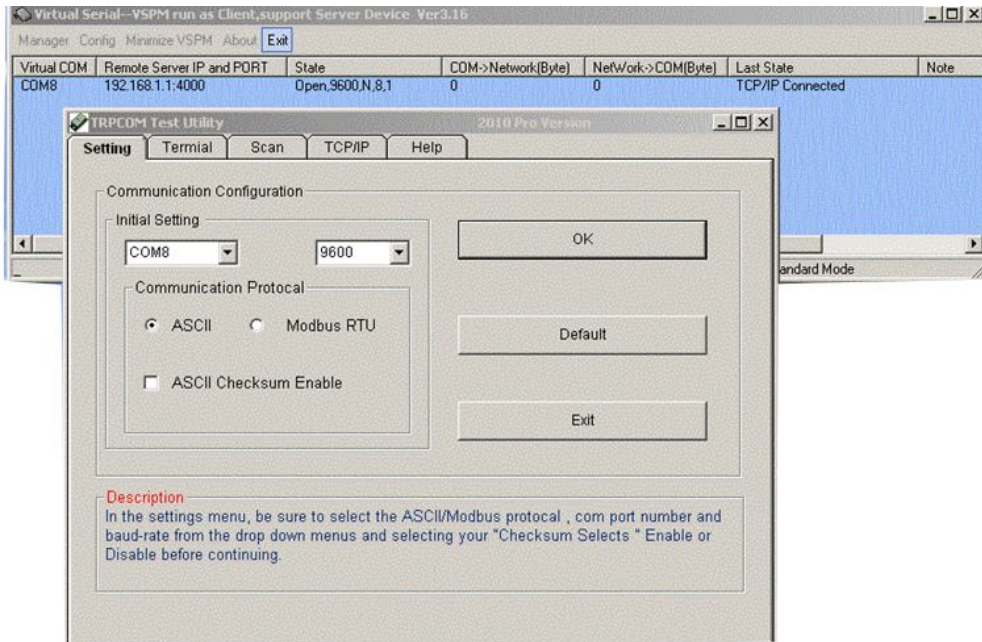 Virtual Serial--VSPM run as Client,support Server Device Ver3.16
Manager Config Minimize VSPM About Exit
Virtual COM Remote Server IP and PORT State COM->Network(Byte) NetWork->COM(Byte) Last State Note
COM8 192.168.1.1:4000 Open,9600,N,8,1 0 0 TCP/IP Connected
TRPCOM Test Utility 2010 Pro Version
Setting Termial Scan TCP/IP Help
Communication Configuration
Initial Setting
COM8 9600 OK
andard Mode
Communication Protocal
ASCII Modbus RTU
Default
ASCII Checksum Enable
Exit
Description
In the settings menu, be sure to select the ASCII/Modbus protocal , com port number and
baud-rate from the drop down menus and selecting your "Checksum Selects " Enable or
Disable before continuing.